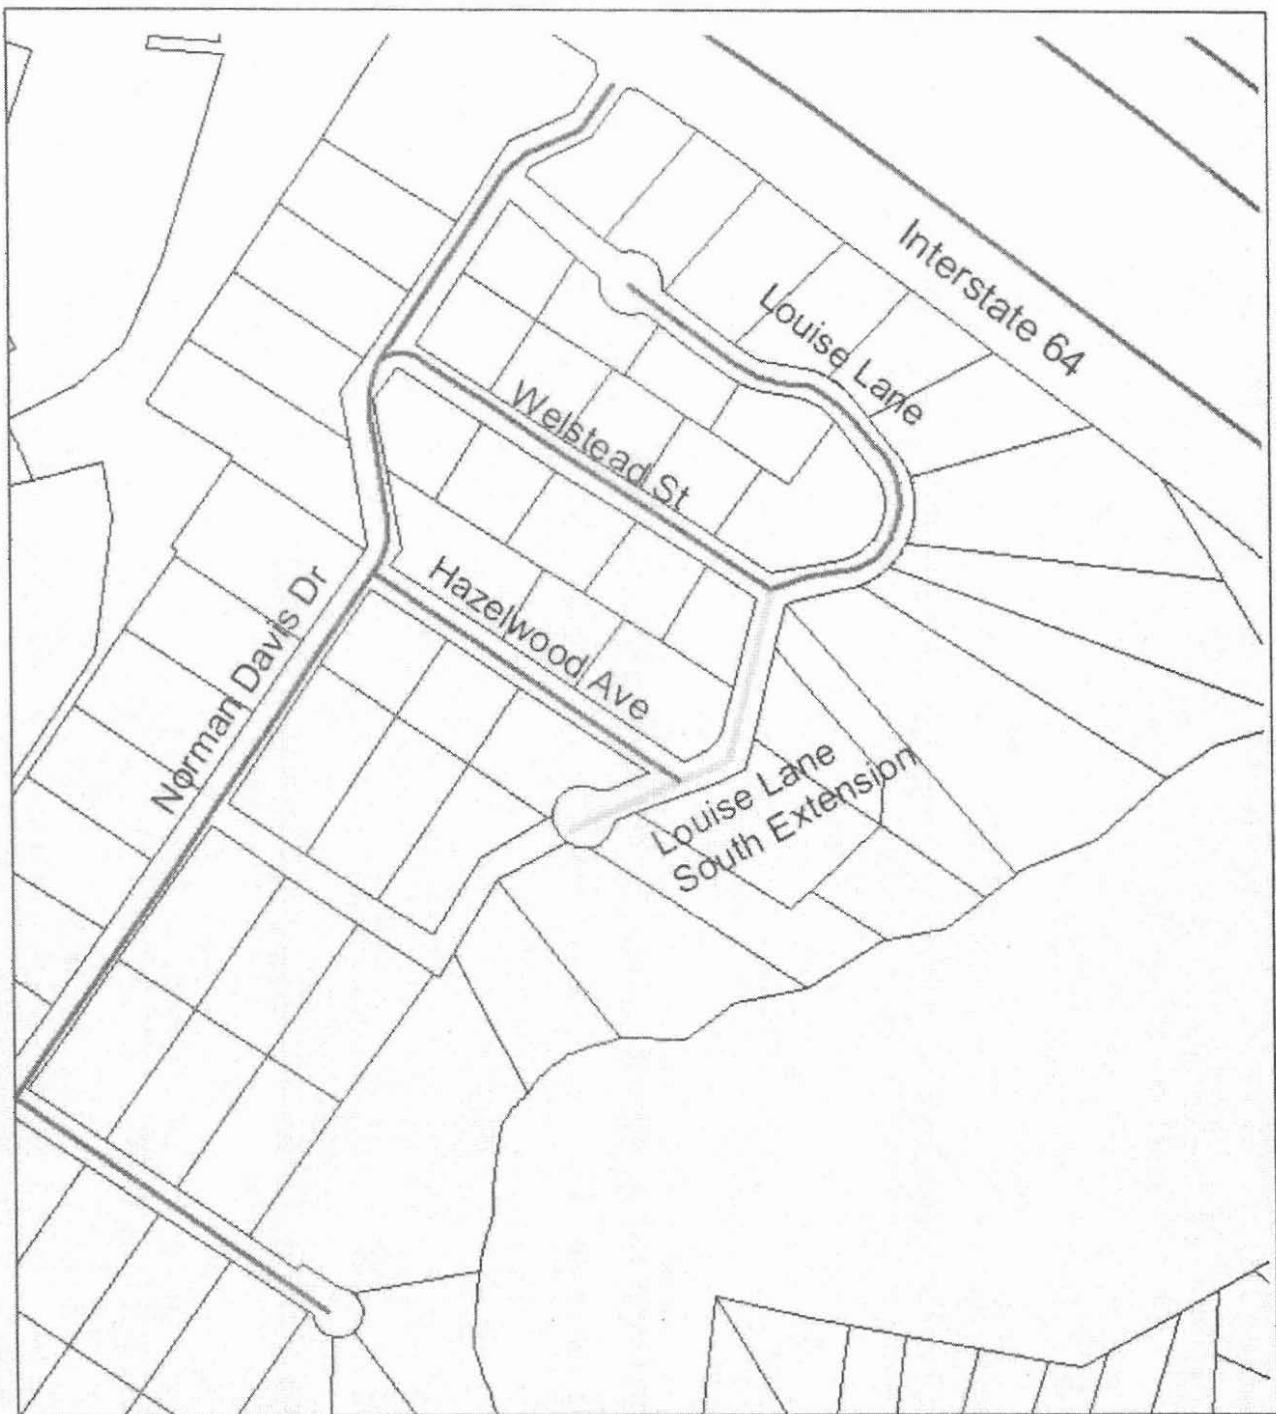 Interstate 64
Louise Lane
Welstead St
Hazelwood Ave
Norman Davis Dr
Louise Lane
South Extension